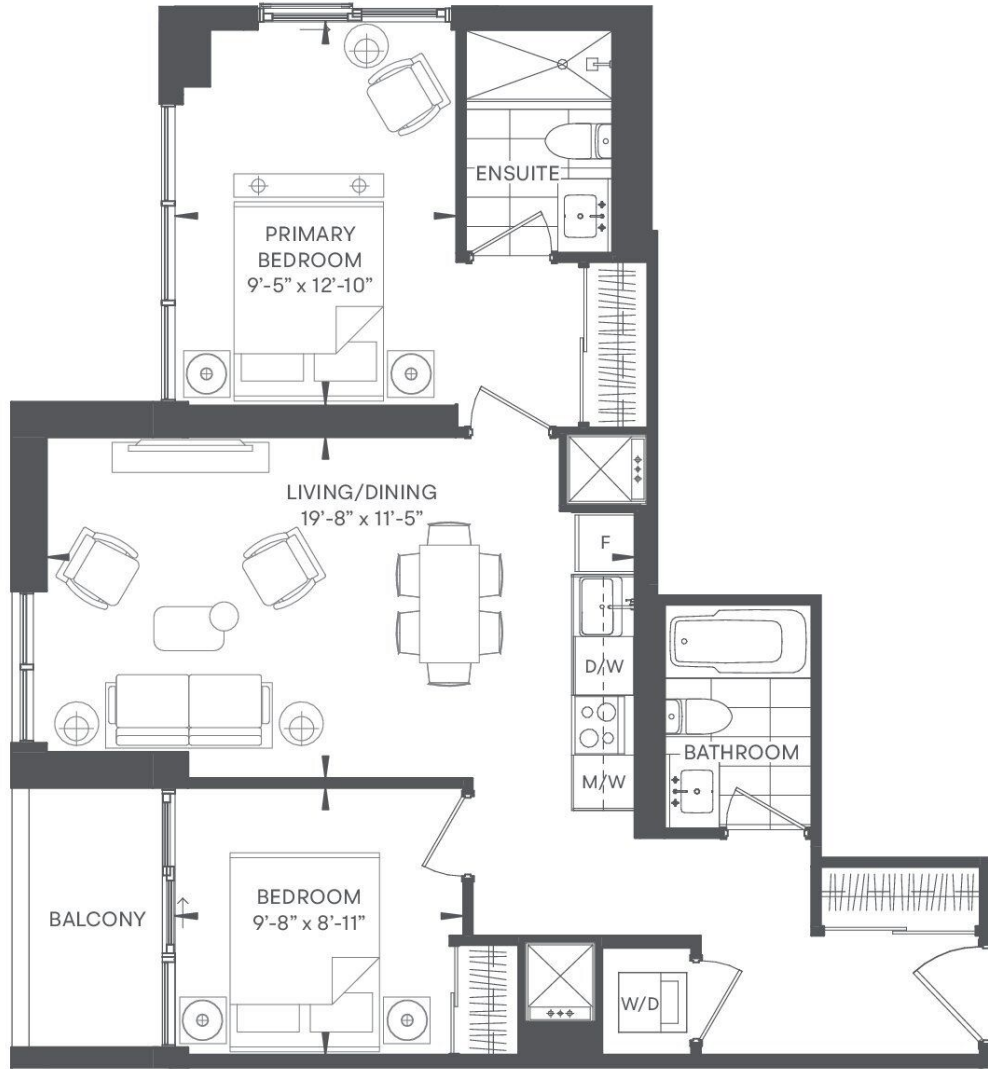 ENSUITE
PRIMARY
BEDROOM
9’-5” x 12’-10”
LIVING/DINING
19’-8” x 11’-5”
F
D/W
M/W
BATHROOM
BALCONY
BEDROOM
9’-8” x 8’-11”
W/D